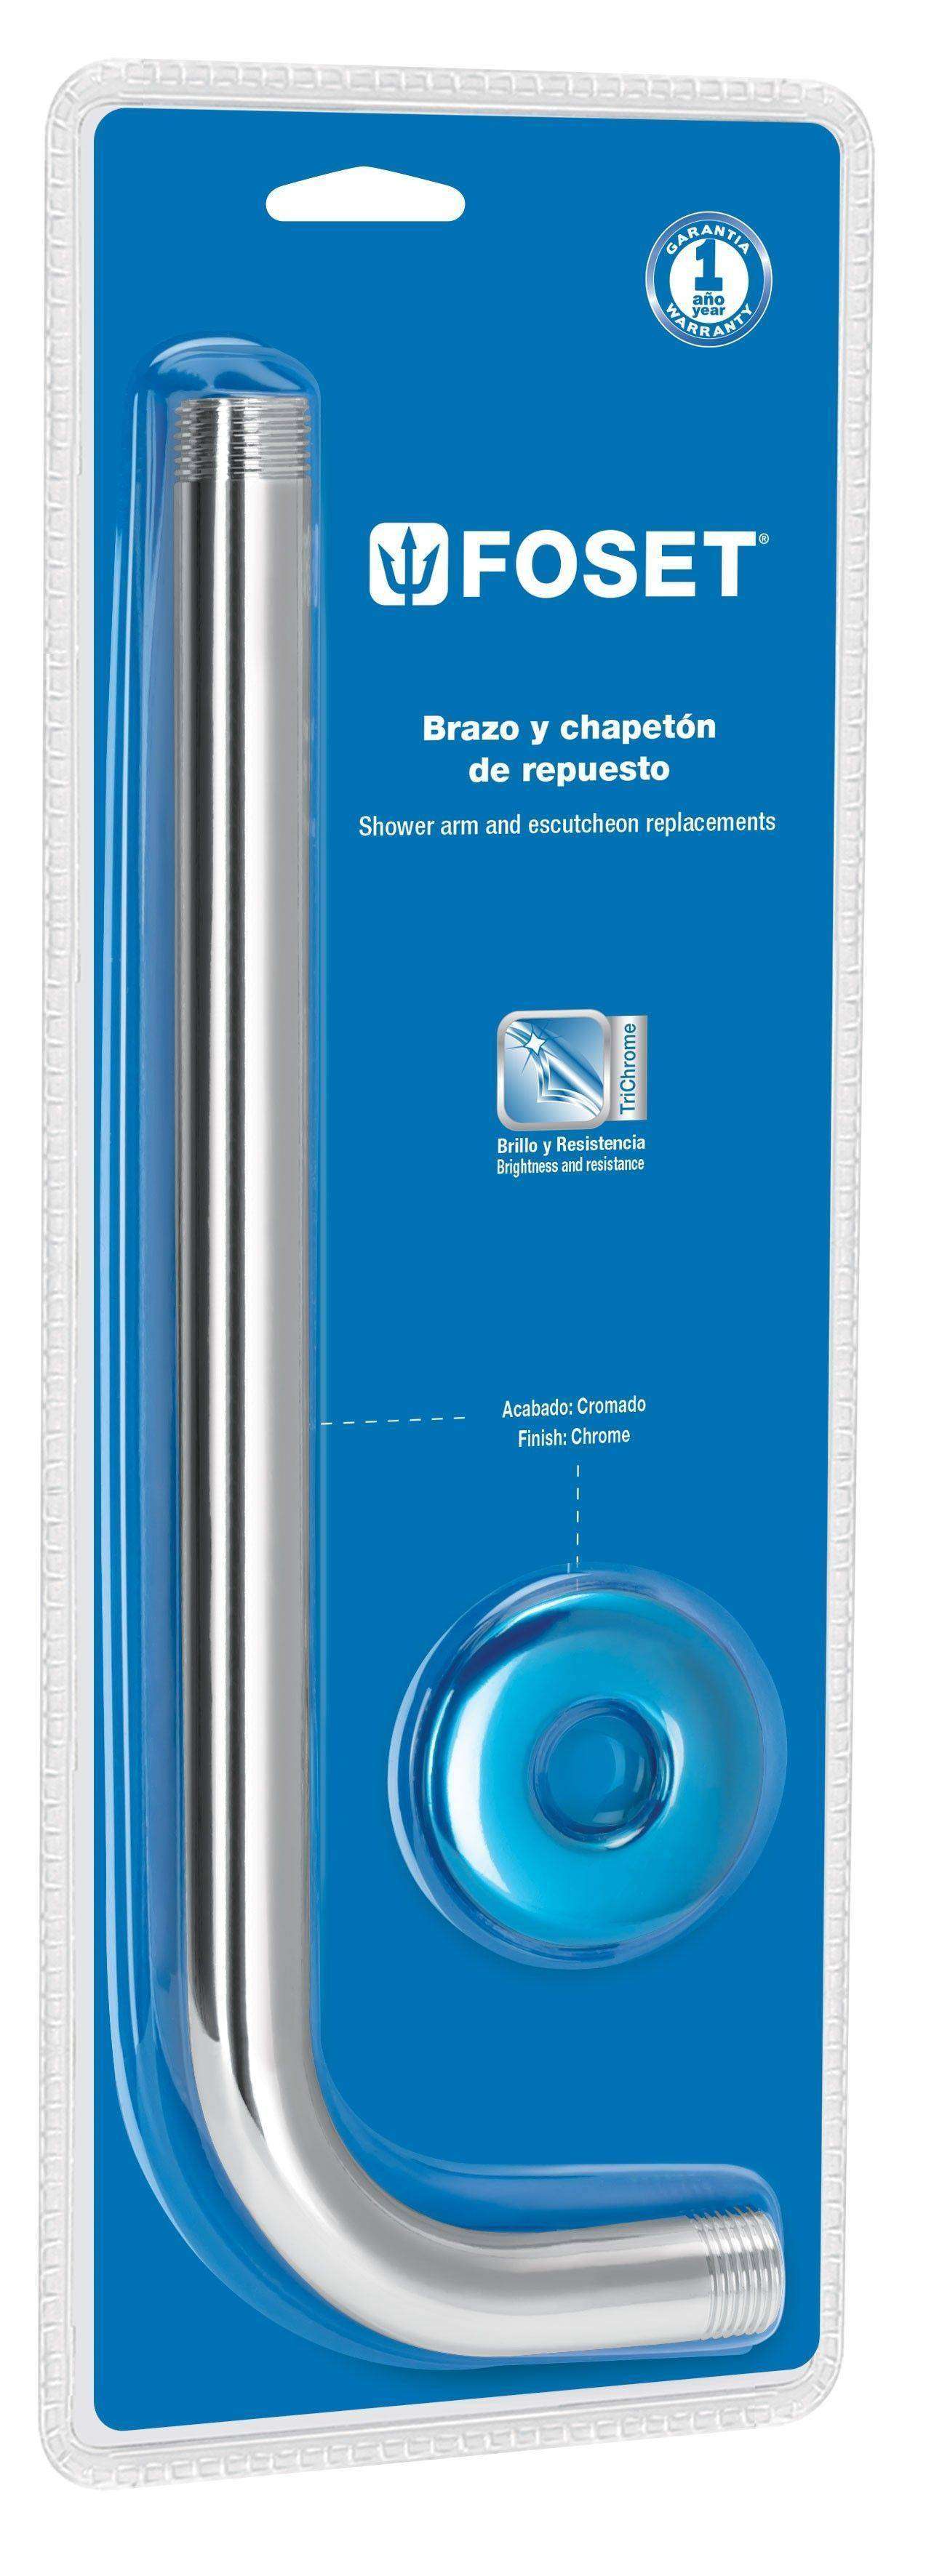 GARANTIA
1
año
year
WARRANTY
FOSET®
Brazo y chapetón
de repuesto
Shower arm and escutcheon replacements
TriChrome
Brillo y Resistencia
Brightness and resistance
Acabado: Cromado
Finish: Chrome